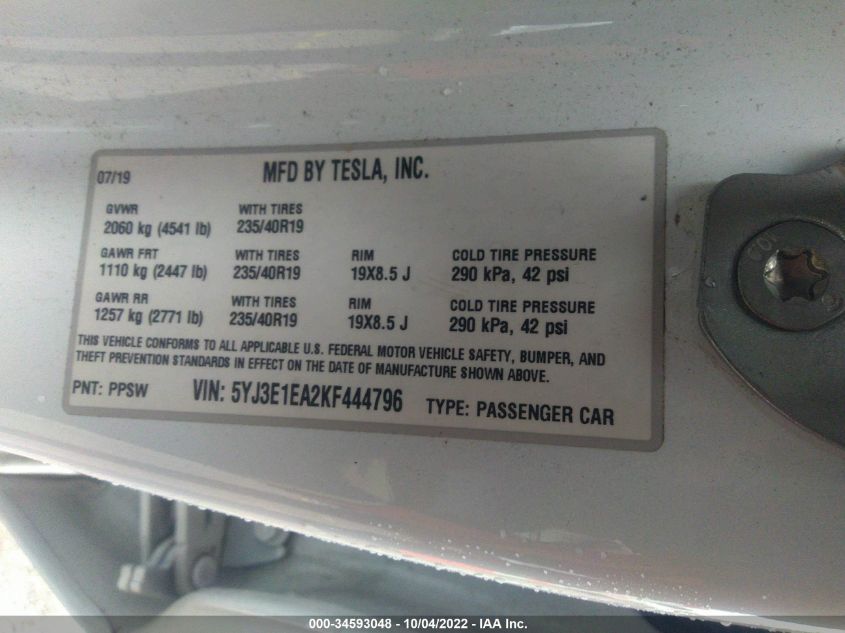 07/19 MFD BY TESLA, INC.
GVWR WITH TIRES
2060 kg (4541 lb) 235/40R19
GAWR FRT WITH TIRES RIM COLD TIRE PRESSURE
1110 kg (2447 lb) 235/40R19 19X8.5 J 290 kPa, 42 psi
GAWR RR WITH TIRES RIM COLD TIRE PRESSURE
1257 kg (2771 lb) 235/40R19 19X8.5 J 290 kPa, 42 psi
THIS VEHICLE CONFORMS TO ALL APPLICABLE U.S. FEDERAL MOTOR VEHICLE SAFETY, BUMPER, AND
THEFT PREVENTION STANDARDS IN EFFECT ON THE DATE OF MANUFACTURE SHOWN ABOVE.
PNT: PPSW VIN: 5YJ3E1EA2KF444796 TYPE: PASSENGER CAR
000-34593048 - 10/04/2022 - IAA Inc.